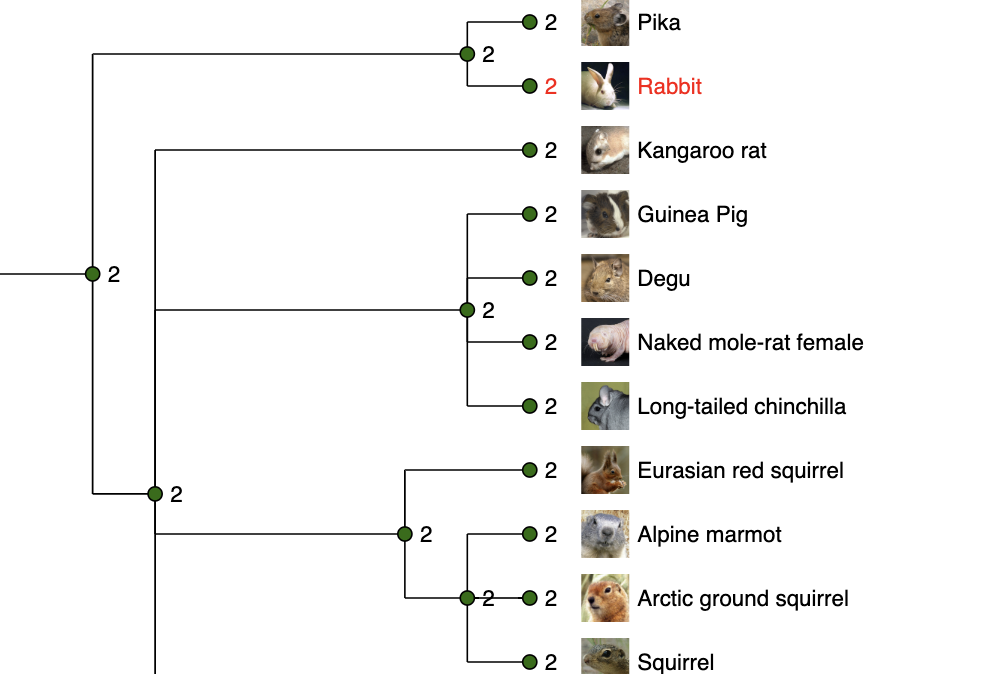 2 Pika
2
2 Rabbit
2 Kangaroo rat
2 Guinea Pig
2
2 Degu
2
2 Naked mole-rat female
2 Long-tailed chinchilla
2 Eurasian red squirrel
2
2
2 Alpine marmot
2 2 Arctic ground squirrel
2 Squirrel